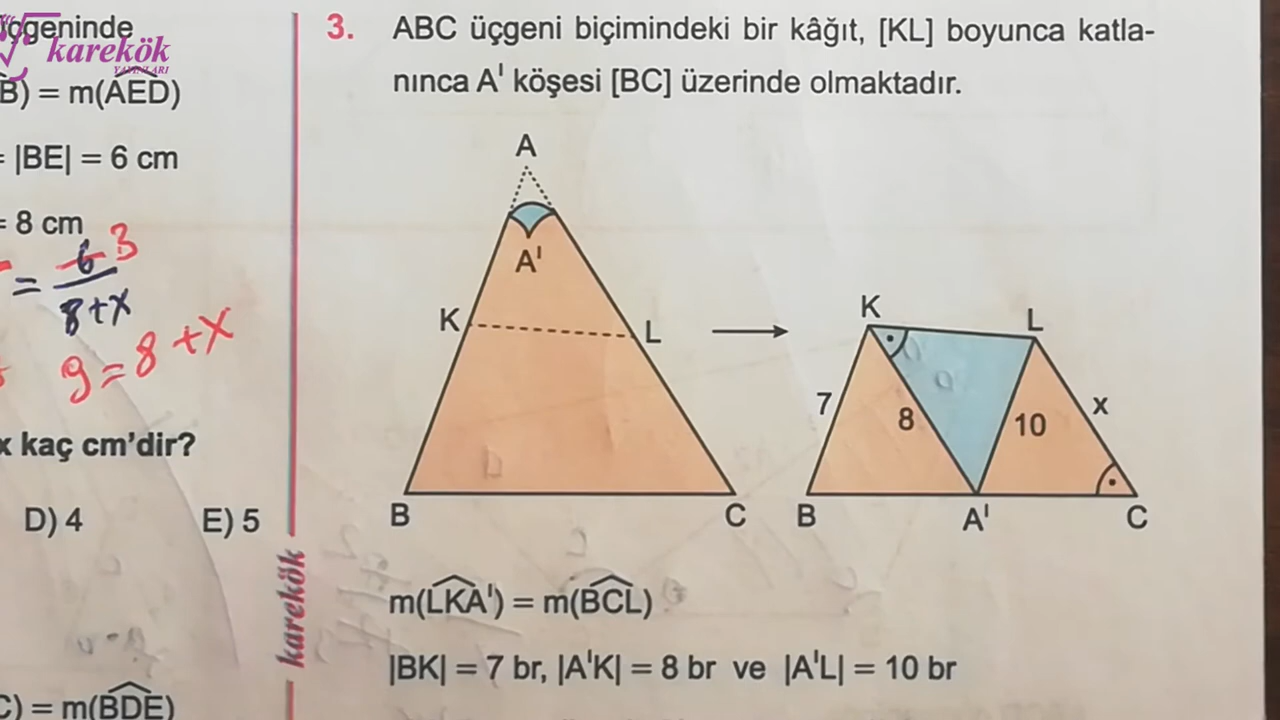 karekök
YAYINLARI
B) = m(AED)
= |BE| = 6 cm
= 8 cm
= 6 3
8+x
9=8+x
x kaç cm'dir?
D) 4 E) 5
C) = m(BDE)
karekök
3. ABC üçgeni biçimindeki bir kâğıt, [KL] boyunca katla-
nınca A' köşesi [BC] üzerinde olmaktadır.
A
A'
K L
B C
K L
7 8 10 x
B A' C
m(LKA') = m(BCL)
|BK| = 7 br, |A'K| = 8 br ve |A'L| = 10 br